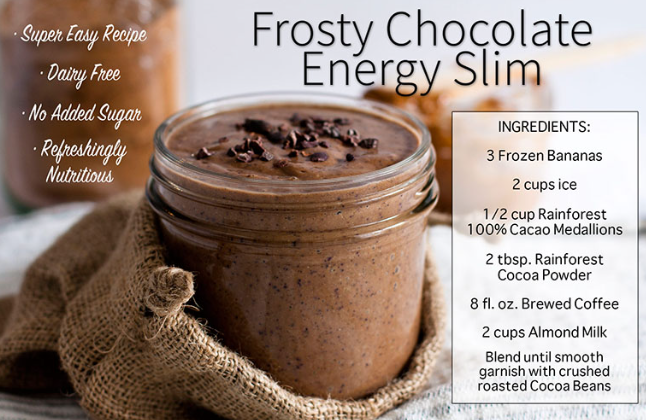 Frosty Chocolate
Energy Slim
· Super Easy Recipe
· Dairy Free
· No Added Sugar
· Refreshingly
Nutritious
INGREDIENTS:
3 Frozen Bananas
2 cups ice
1/2 cup Rainforest
100% Cacao Medallions
2 tbsp. Rainforest
Cocoa Powder
8 fl. oz. Brewed Coffee
2 cups Almond Milk
Blend until smooth
garnish with crushed
roasted Cocoa Beans